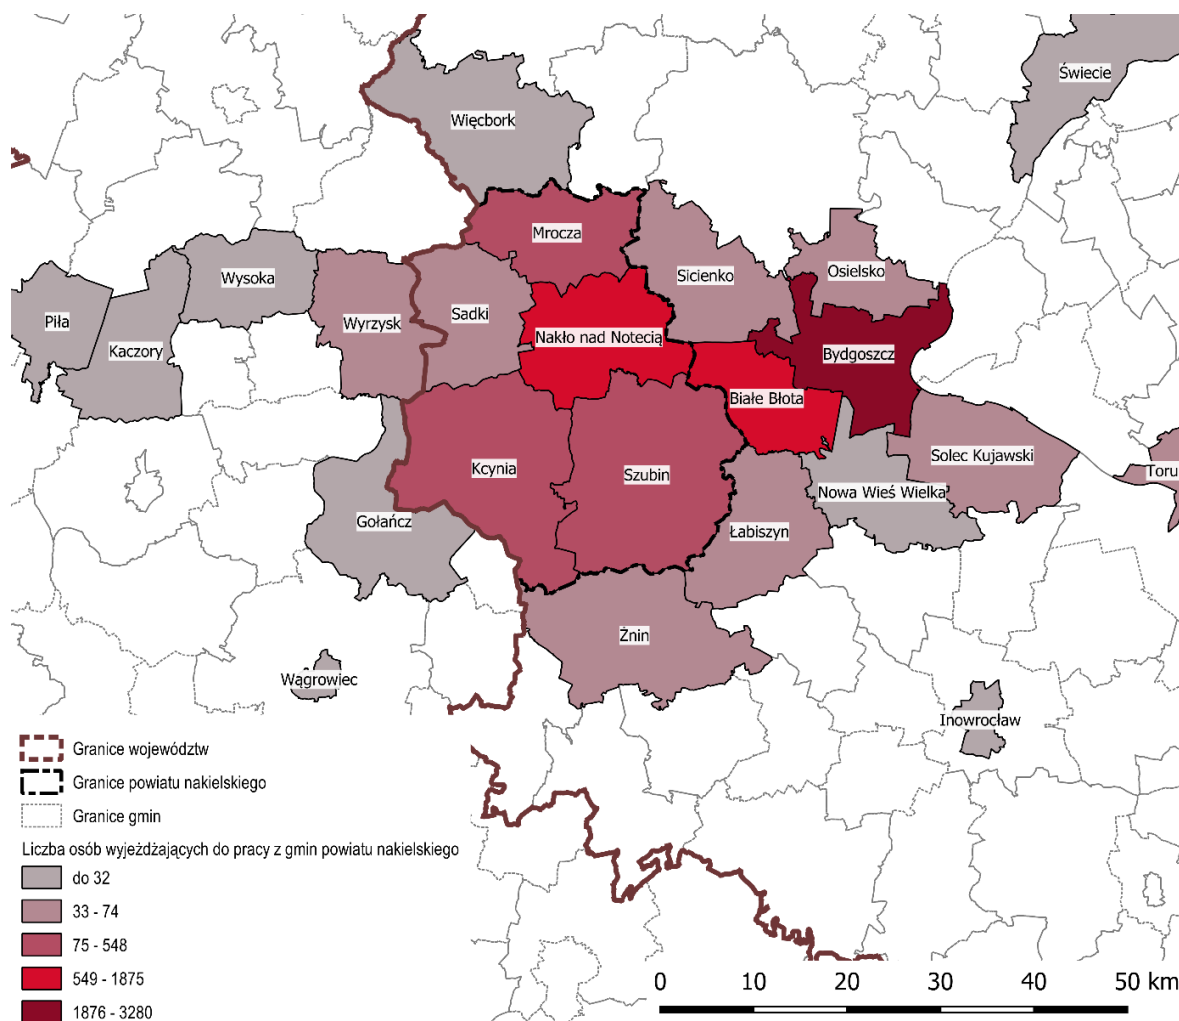 Świecie
Więcbork
Mrocza
Osielsko
Sicienko
Wysoka
Sadki
Piła
Wyrzysk
Nakło nad Notecią
Kaczory
Bydgoszcz
Białe Błota
Solec Kujawski
Kcynia
Toru
Szubin
Nowa Wieś Wielka
Gołańcz
Łabiszyn
Żnin
Wągrowiec
Inowrocław
Granice województw
Granice powiatu nakielskiego
Granice gmin
Liczba osób wyjeżdżających do pracy z gmin powiatu nakielskiego
do 32
33 - 74
75 - 548
549 - 1875
1876 - 3280
0 10 20 30 40 50 km